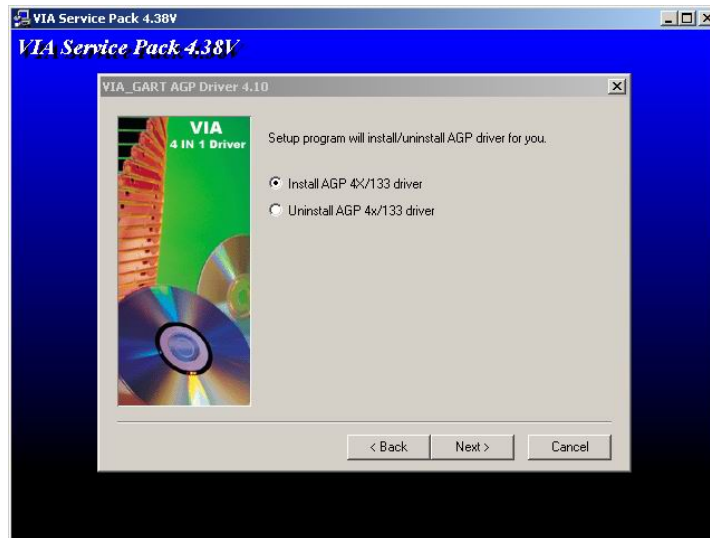 VIA Service Pack 4.38V
VIA Service Pack 4.38V
VIA_GART AGP Driver 4.10
VIA
4 IN 1 Driver
Setup program will install/uninstall AGP driver for you.
Install AGP 4X/133 driver
Uninstall AGP 4x/133 driver
< Back
Next >
Cancel